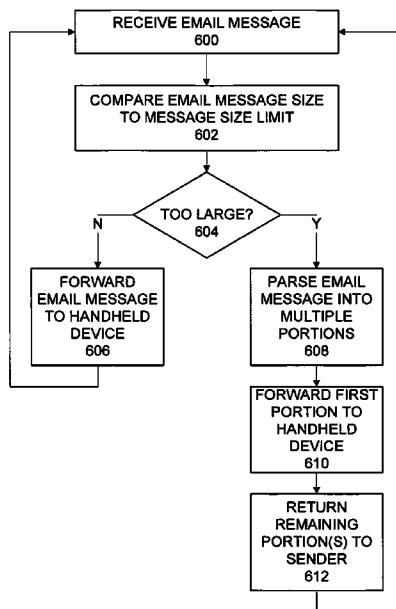 RECEIVE EMAIL MESSAGE
600
COMPARE EMAIL MESSAGE SIZE
TO MESSAGE SIZE LIMIT
602
TOO LARGE?
604
N
Y
FORWARD
EMAIL MESSAGE
TO HANDHELD
DEVICE
606
PARSE EMAIL
MESSAGE INTO
MULTIPLE
PORTIONS
608
FORWARD FIRST
PORTION TO
HANDHELD
DEVICE
610
RETURN
REMAINING
PORTION(S) TO
SENDER
612